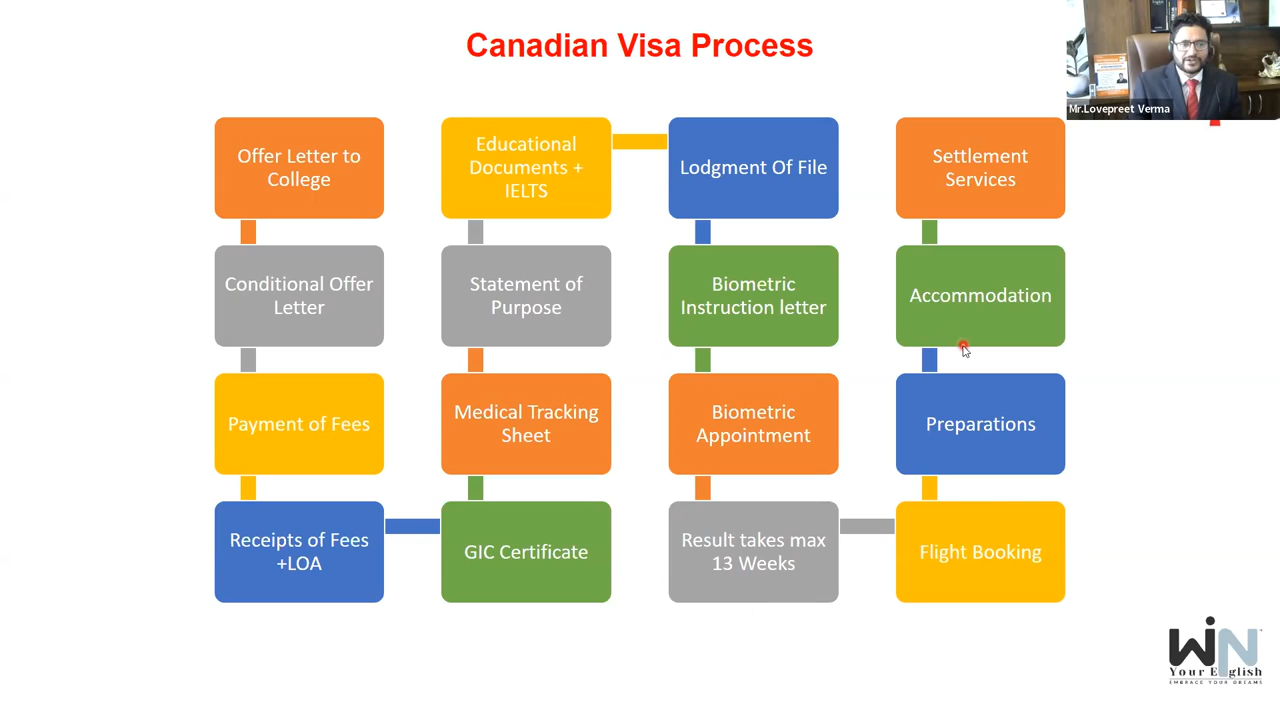 Canadian Visa Process
Mr.Lovepreet Verma
Offer Letter to
College
Conditional Offer
Letter
Payment of Fees
Receipts of Fees
+LOA
GIC Certificate
Medical Tracking
Sheet
Statement of
Purpose
Educational
Documents +
IELTS
Lodgment Of File
Biometric
Instruction letter
Biometric
Appointment
Result takes max
13 Weeks
Flight Booking
Preparations
Accommodation
Settlement
Services
WiN
Your English
EMBRACE YOUR DREAMS